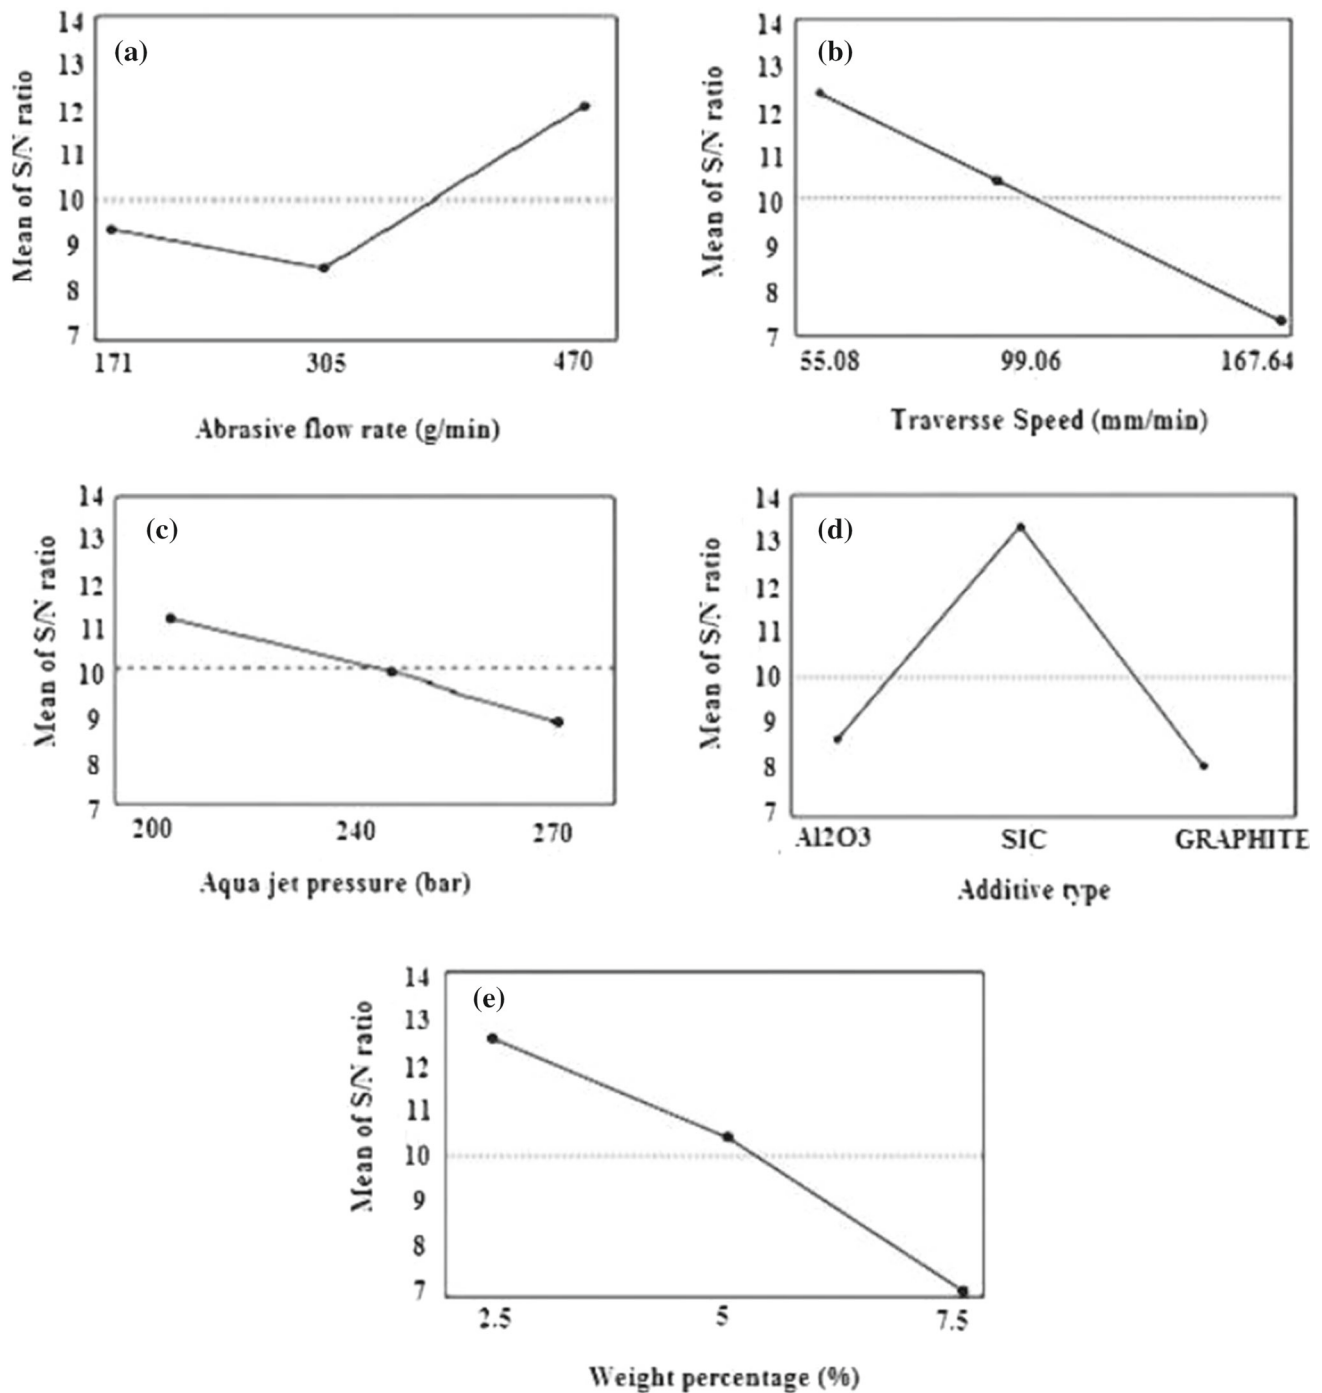 (a)
Mean of S/N ratio
14
13
12
11
10
9
8
7
171 305 470
Abrasive flow rate (g/min)
(b)
Mean of S/N ratio
14
13
12
11
10
9
8
7
55.08 99.06 167.64
Traversse Speed (mm/min)
(c)
Mean of S/N ratio
14
13
12
11
10
9
8
7
200 240 270
Aqua jet pressure (bar)
(d)
Mean of S/N ratio
14
13
12
11
10
9
8
7
Al2O3 SIC GRAPHITE
Additive type
(e)
Mean of S/N ratio
14
13
12
11
10
9
8
7
2.5 5 7.5
Weight percentage (%)